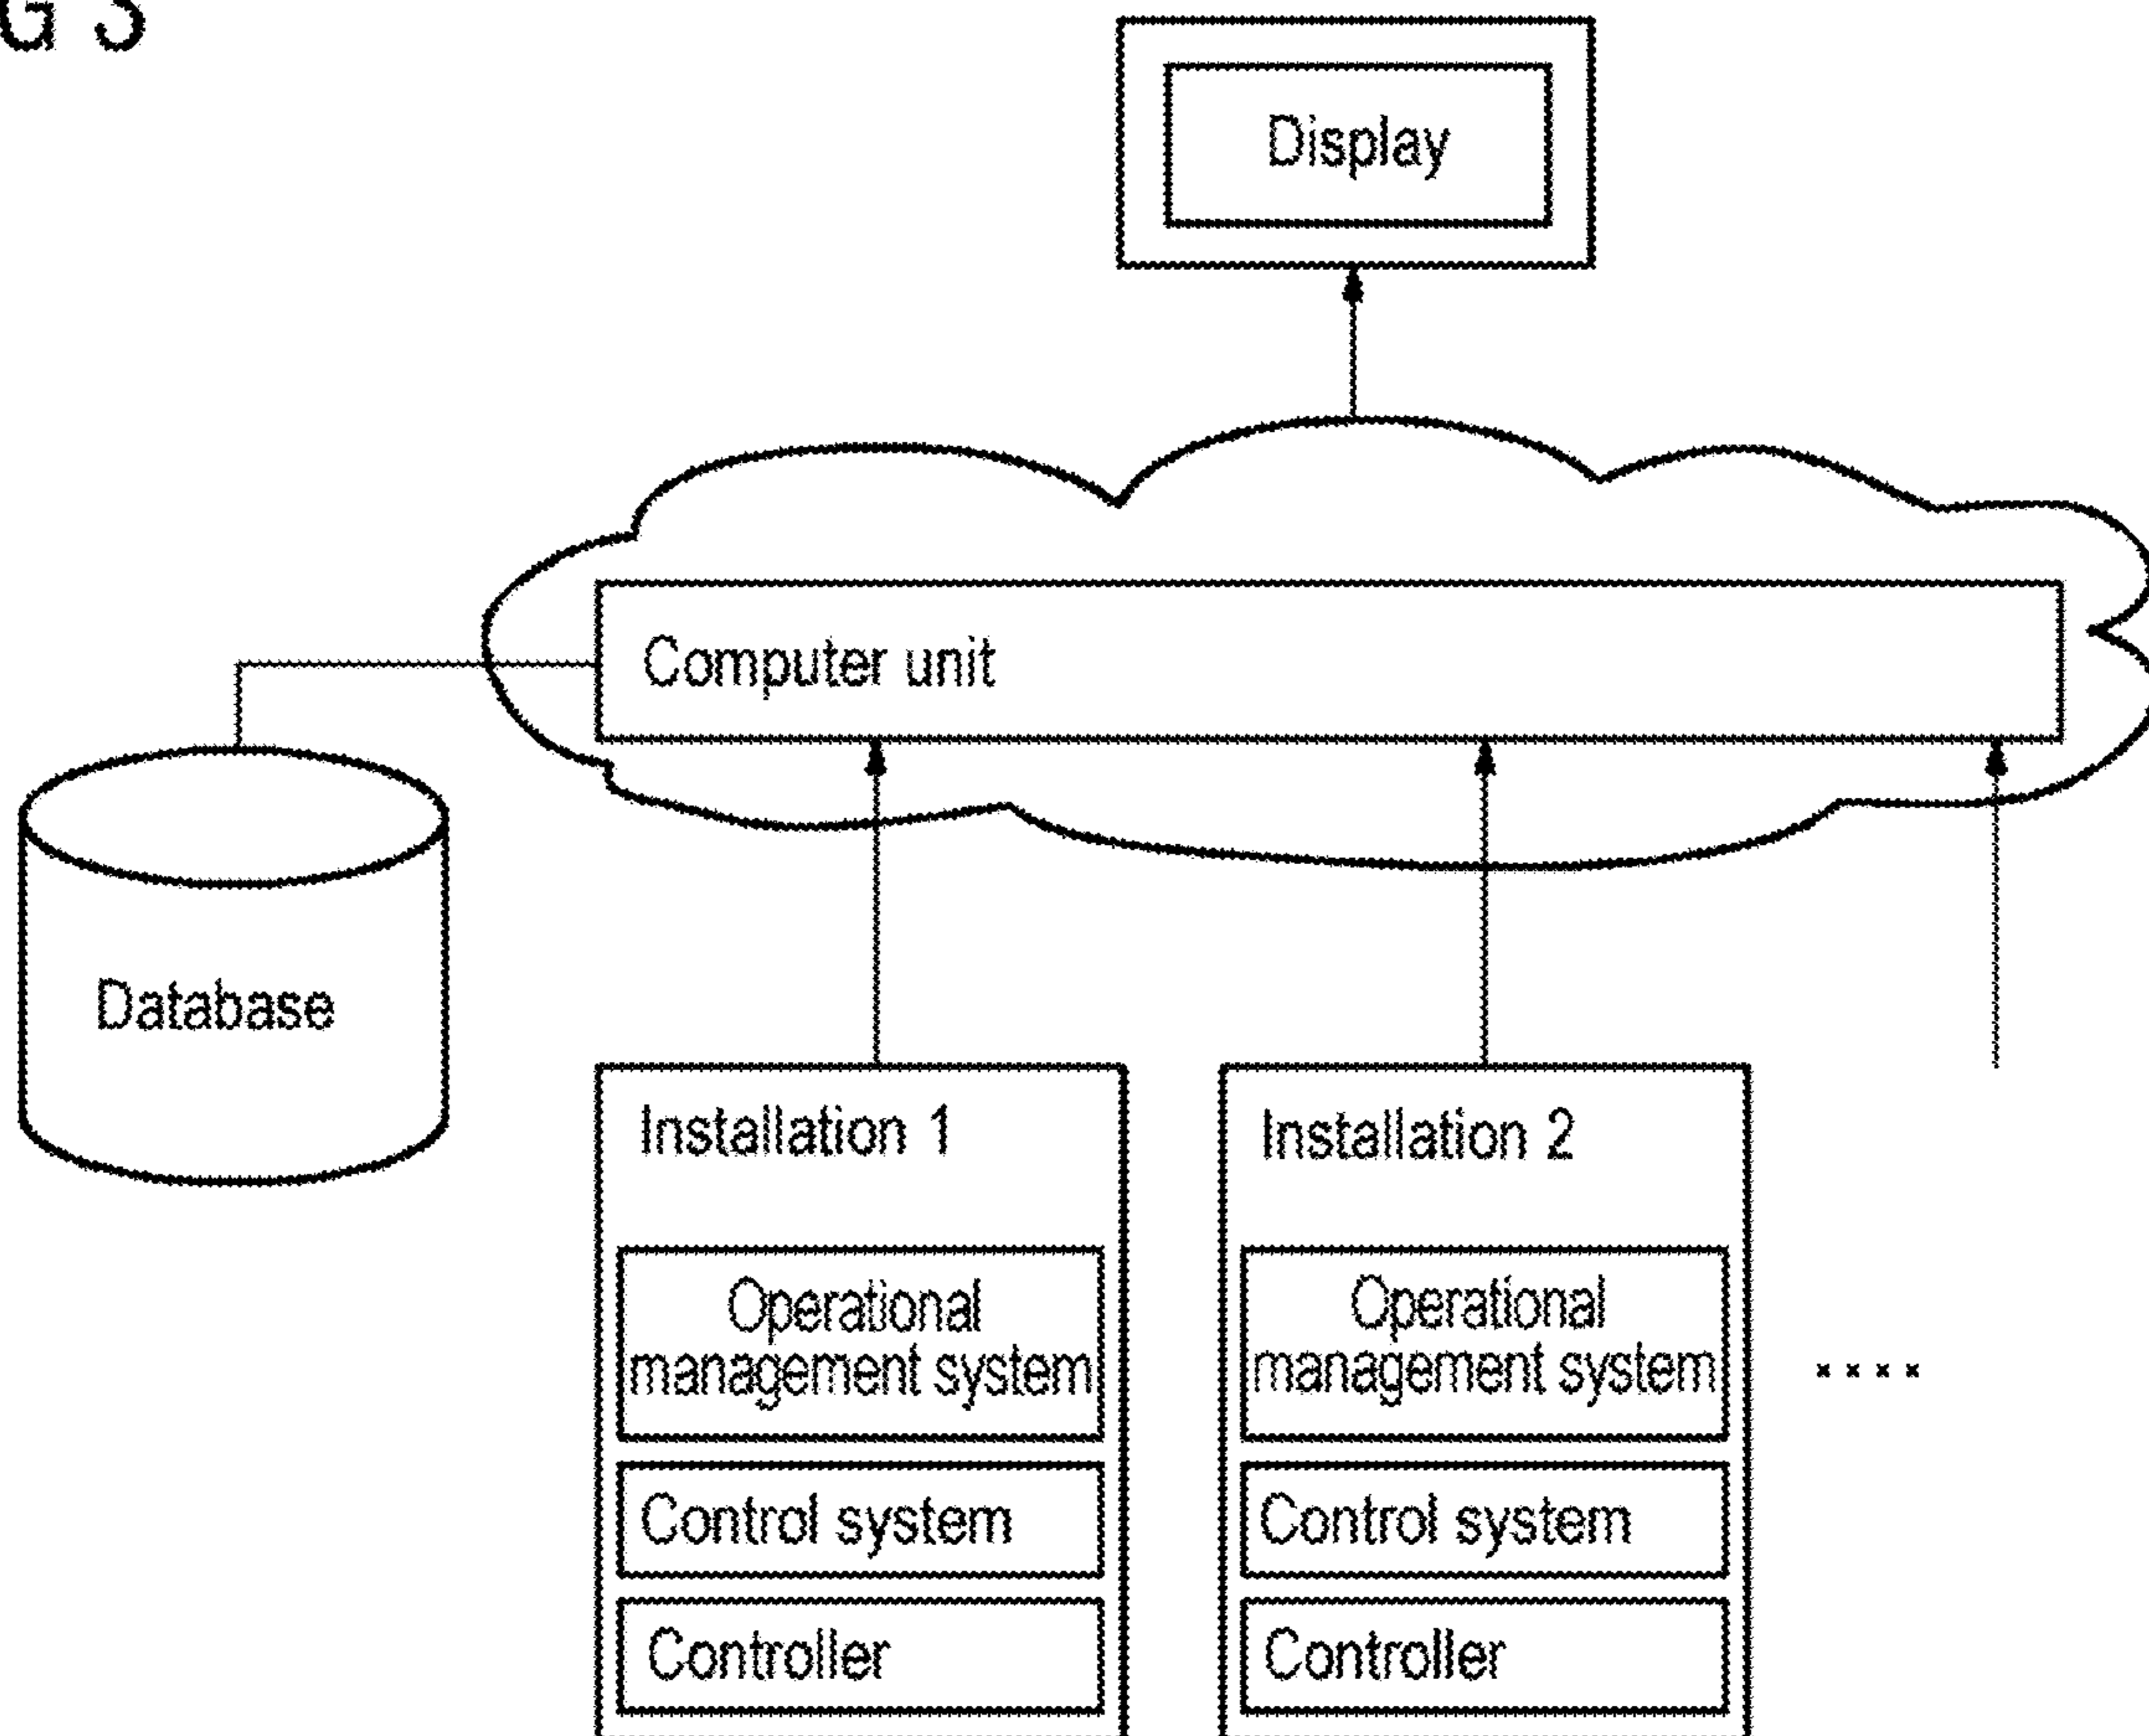 G 3
Display
Computer unit
Database
Installation 1
Installation 2
Operational
management system
Operational
management system
....
Control system
Control system
Controller
Controller